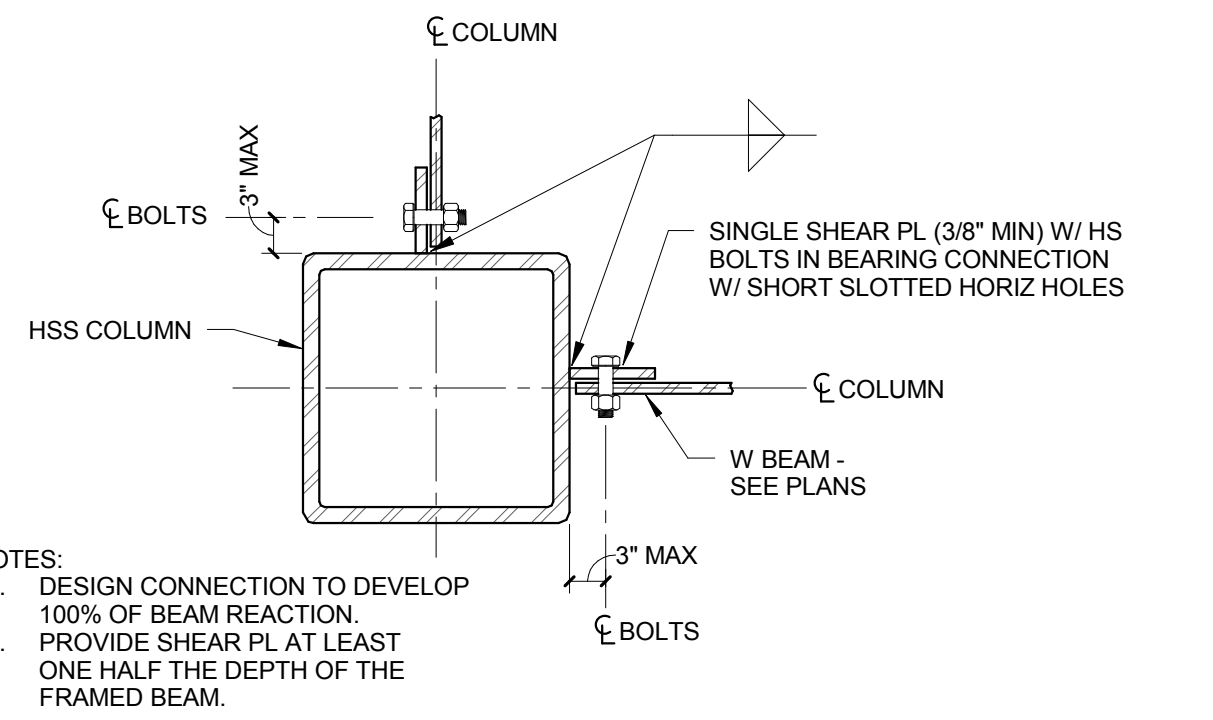 ℄ COLUMN
3" MAX
℄ BOLTS
SINGLE SHEAR PL (3/8" MIN) W/ HS
BOLTS IN BEARING CONNECTION
W/ SHORT SLOTTED HORIZ HOLES
HSS COLUMN
℄ COLUMN
W BEAM -
SEE PLANS
3" MAX
℄ BOLTS
OTES:
. DESIGN CONNECTION TO DEVELOP
100% OF BEAM REACTION.
. PROVIDE SHEAR PL AT LEAST
ONE HALF THE DEPTH OF THE
FRAMED BEAM.